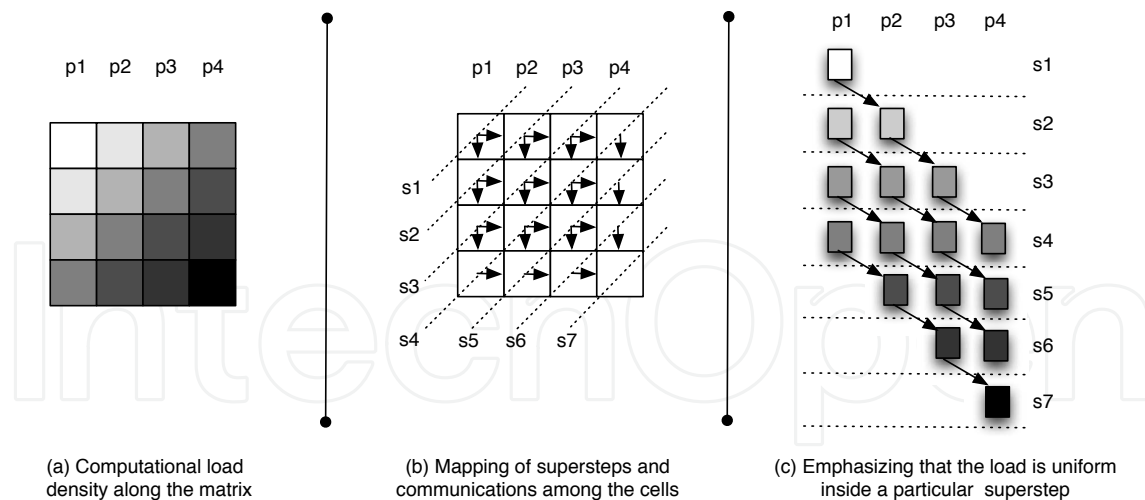 p1 p2 p3 p4
(a) Computational load
density along the matrix
p1 p2 p3 p4
s1
s2
s3
s4 s5 s6 s7
(b) Mapping of supersteps and
communications among the cells
p1 p2 p3 p4
s1
s2
s3
s4
s5
s6
s7
(c) Emphasizing that the load is uniform
inside a particular superstep
IntechOpen